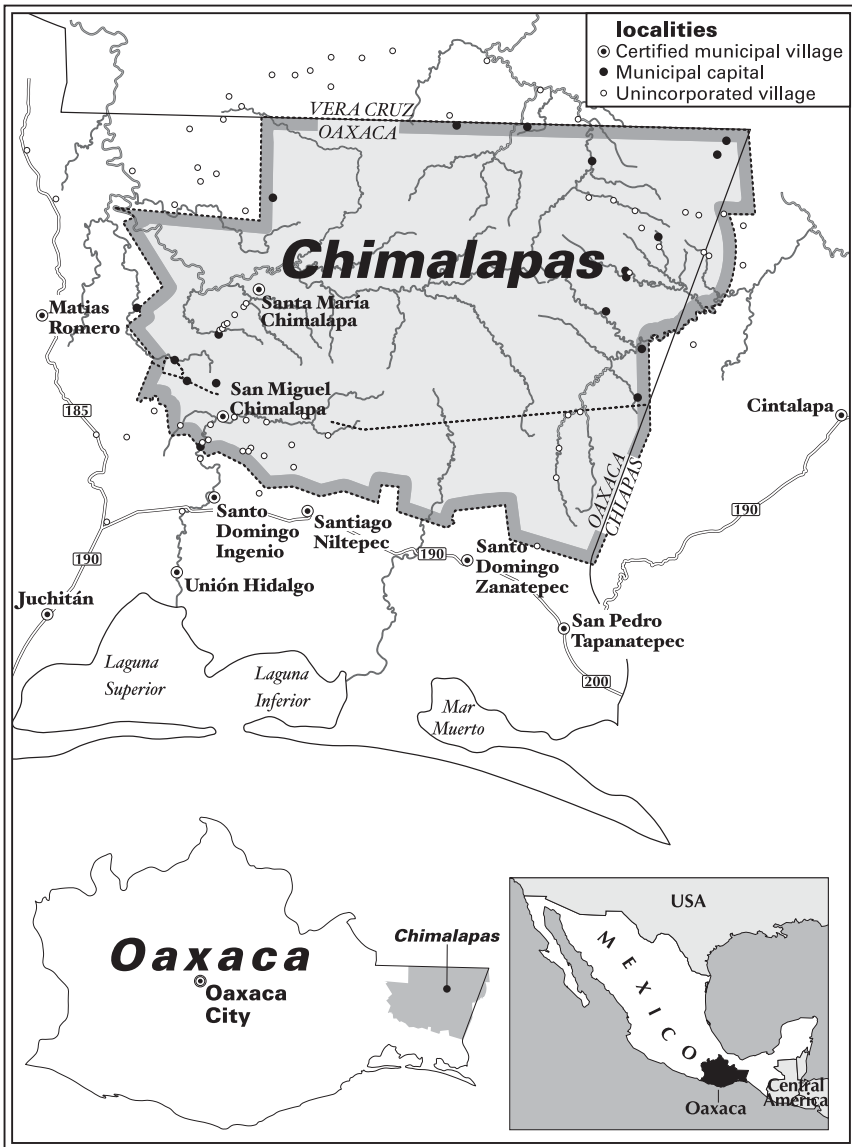 localities
Certified municipal village
Municipal capital
Unincorporated village
VERA CRUZ
OAXACA
Chimalapas
Santa María
Chimalapa
Matias
Romero
San Miguel
Chimalapa
185
Cintalapa
OAXACA
CHIAPAS
190
Santo
Domingo
Ingenio
Santiago
Niltepec
190
Santo
Domingo
Zanatepec
190
Unión Hidalgo
Juchitán
San Pedro
Tapanatepec
Laguna
Superior
Laguna
Inferior
Mar
Muerto
200
Oaxaca
Oaxaca
City
Chimalapas
USA
MEXICO
Central
America
Oaxaca